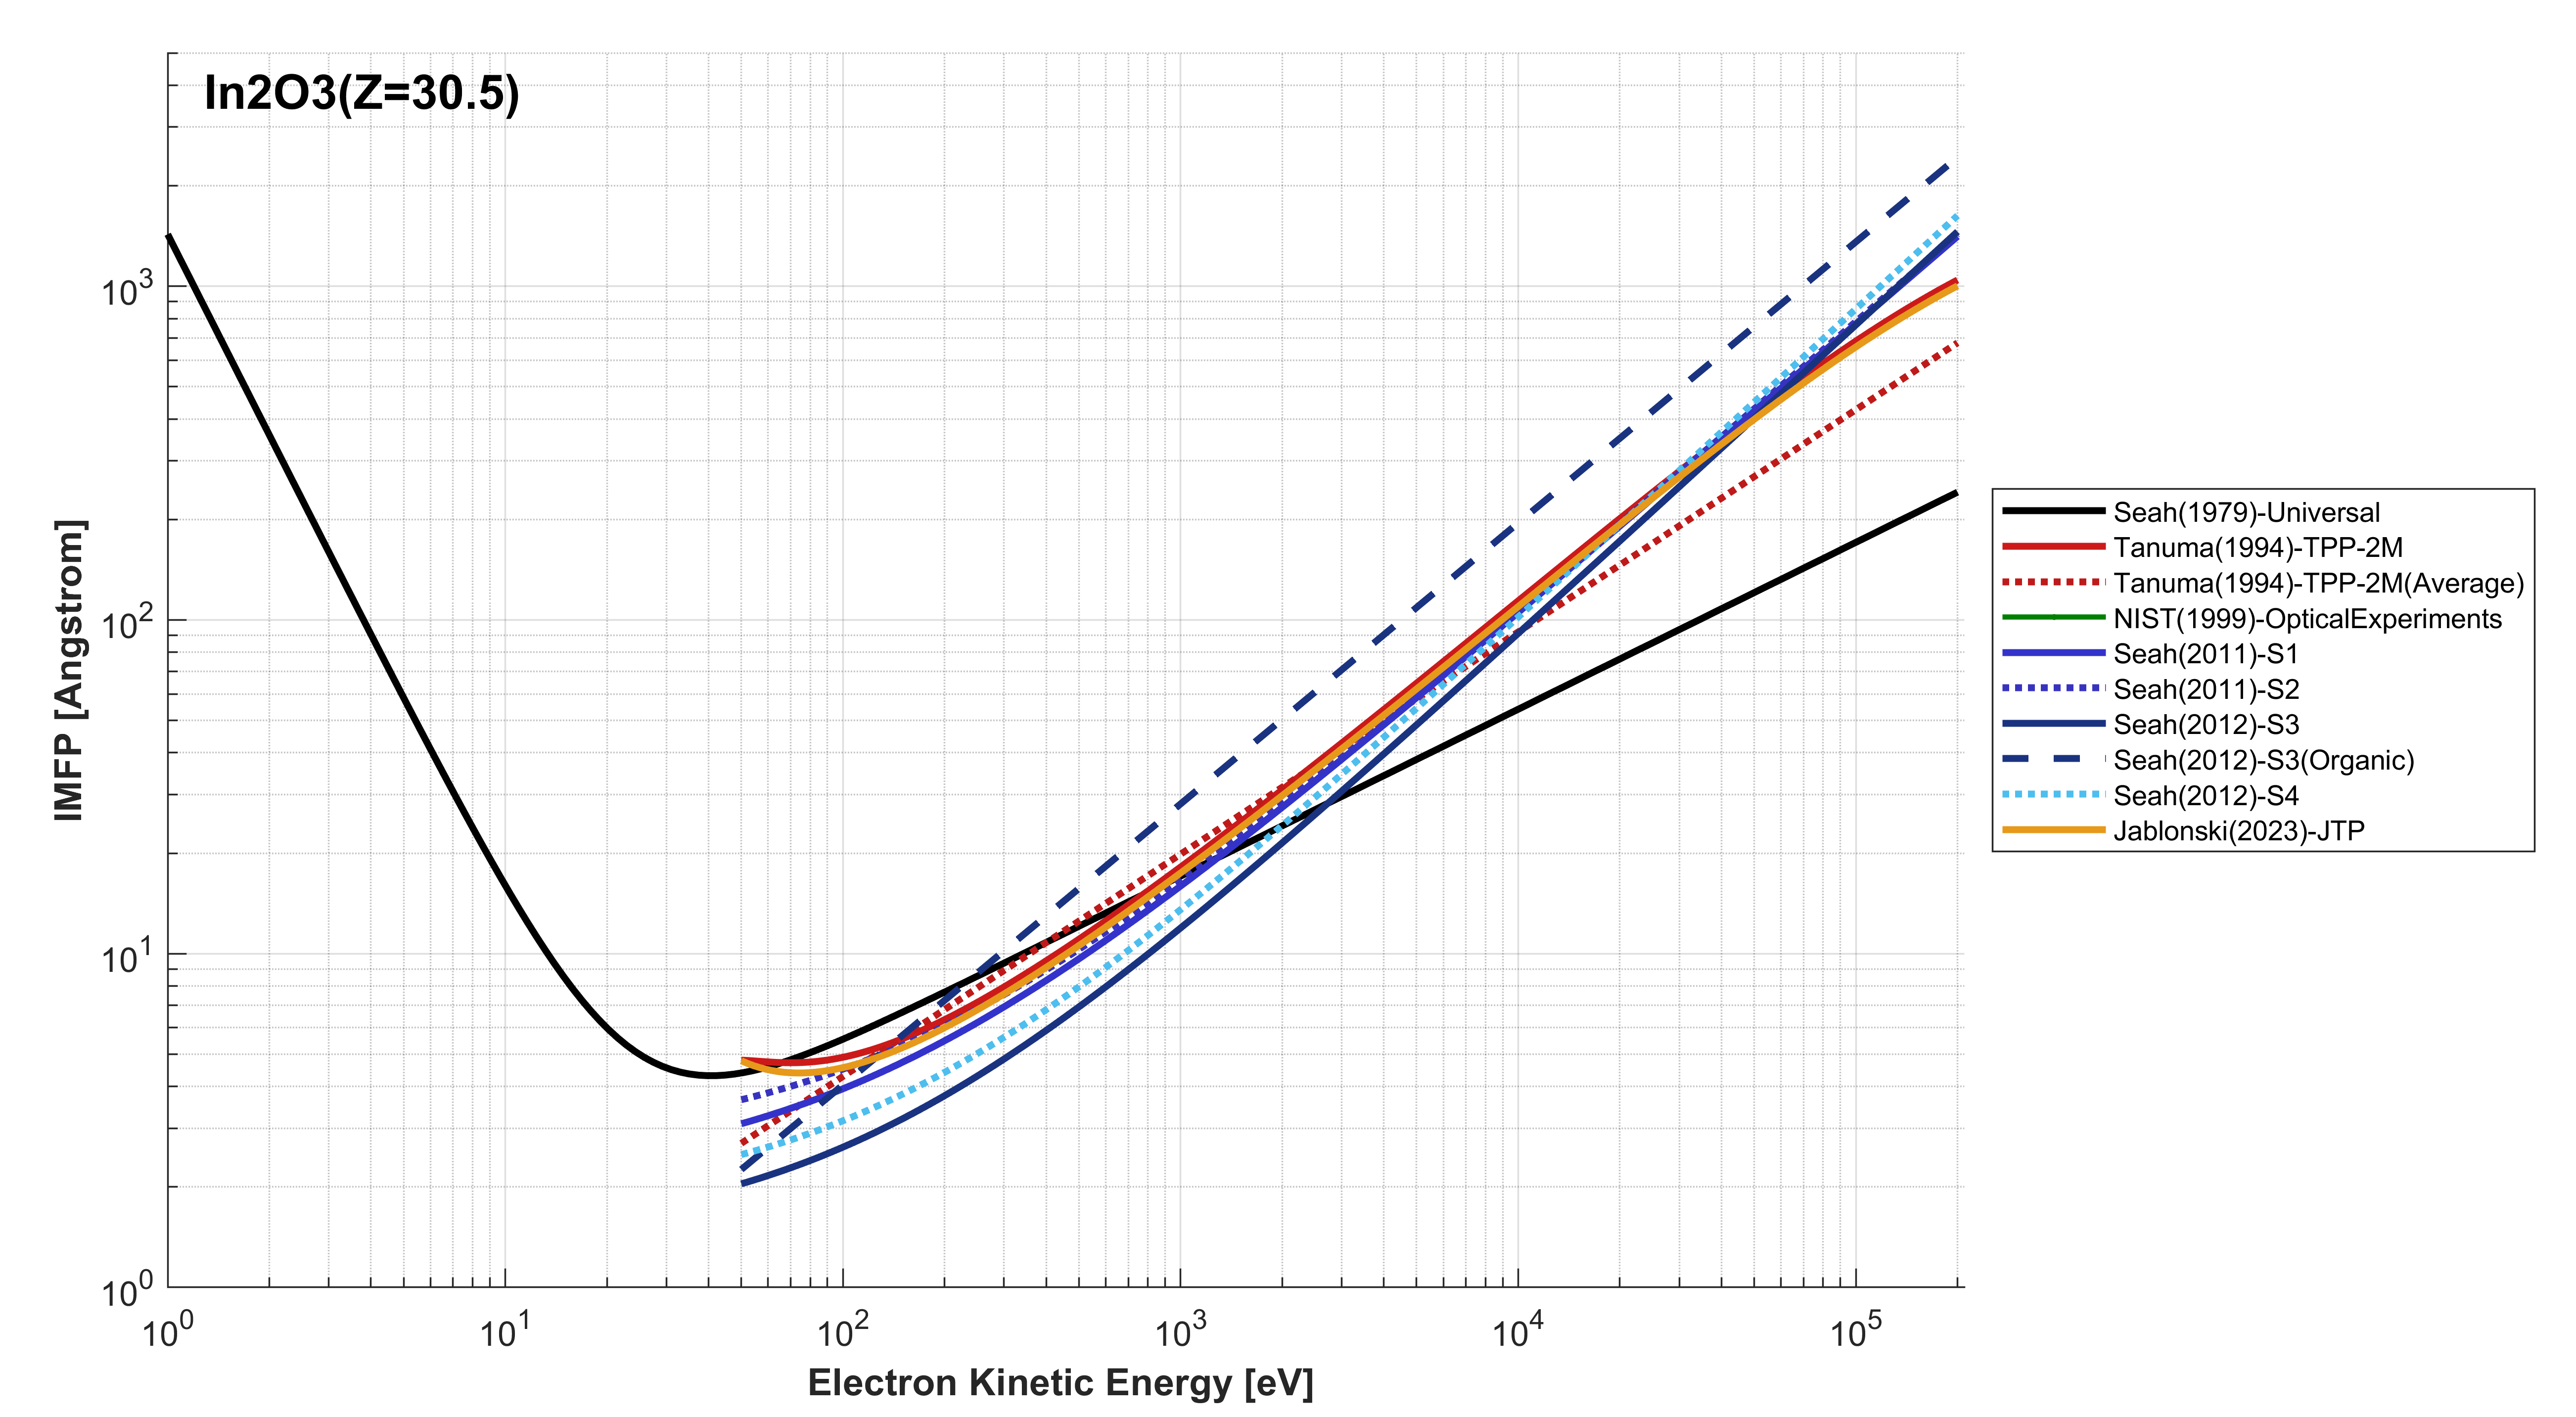 In2O3(Z=30.5)
IMFP [Angstrom]
10^3
10^2
10^1
10^0
10^0 10^1 10^2 10^3 10^4 10^5
Electron Kinetic Energy [eV]
Seah(1979)-Universal
Tanuma(1994)-TPP-2M
Tanuma(1994)-TPP-2M(Average)
NIST(1999)-OpticalExperiments
Seah(2011)-S1
Seah(2011)-S2
Seah(2012)-S3
Seah(2012)-S3(Organic)
Seah(2012)-S4
Jablonski(2023)-JTP